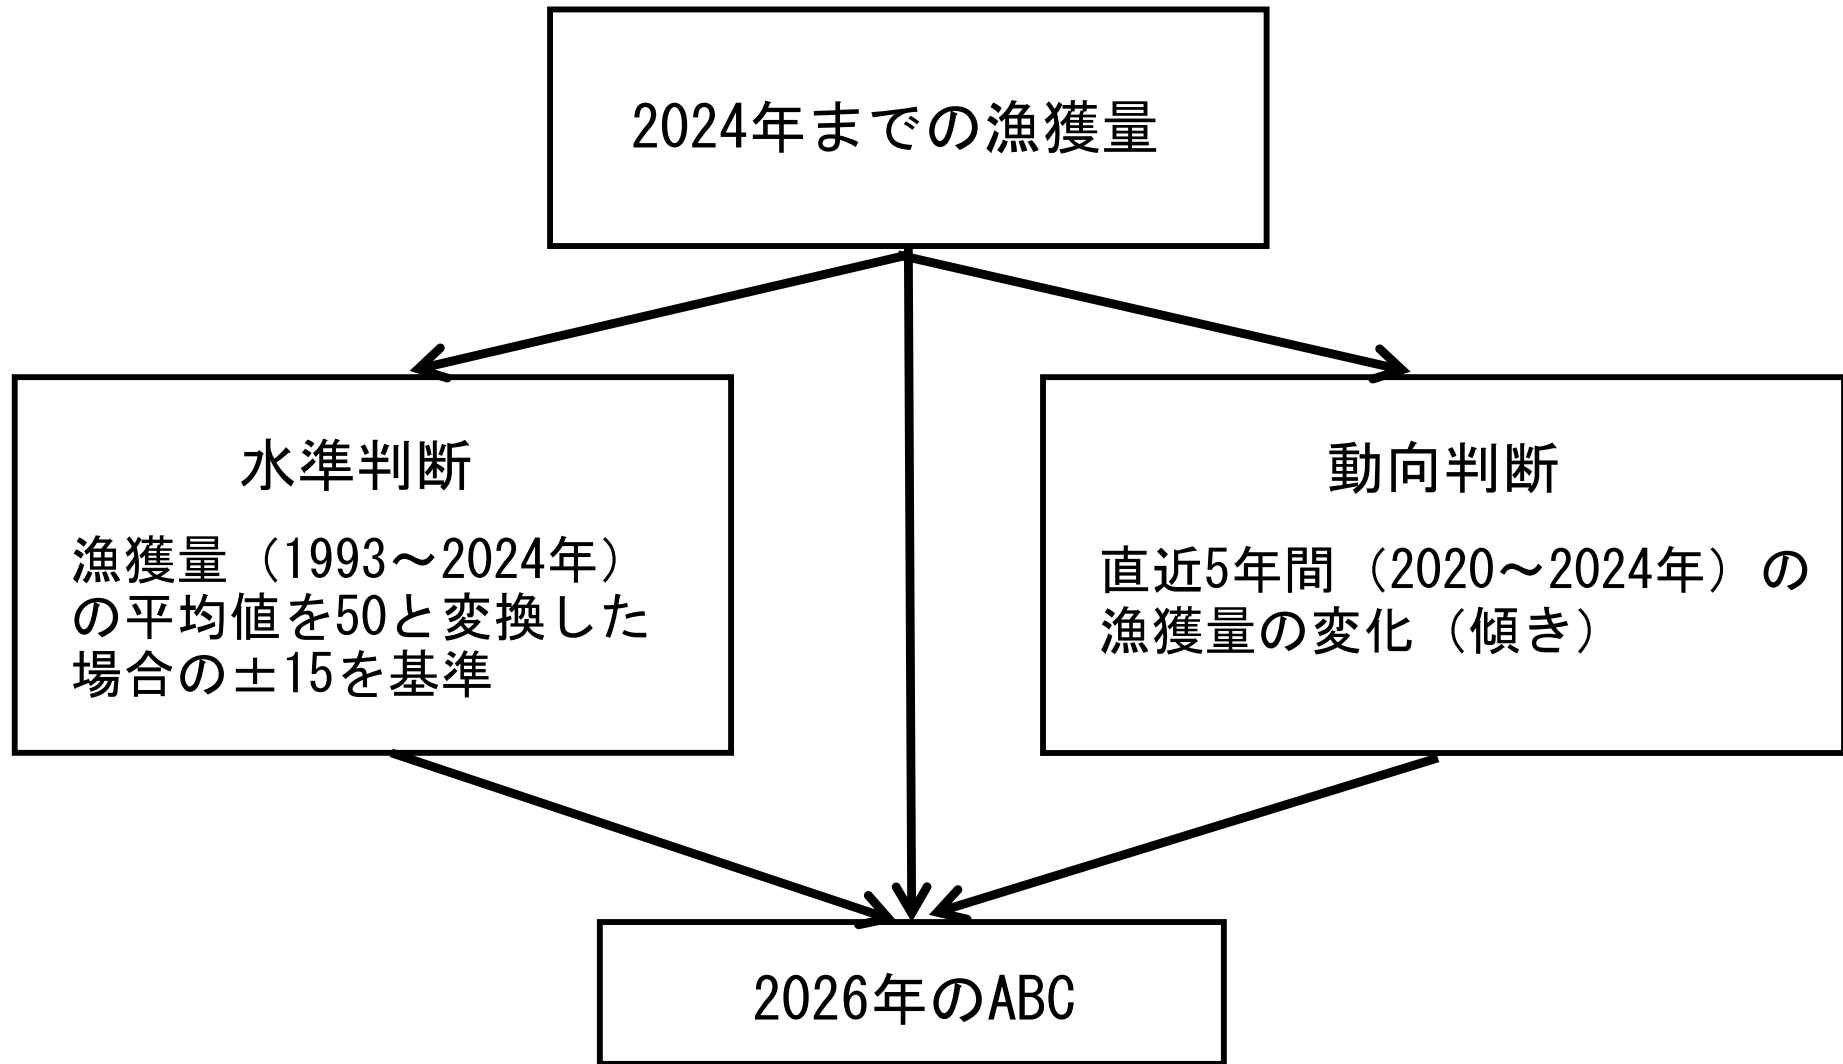 2024年までの漁獲量
水準判断
漁獲量（1993～2024年）
の平均値を50と変換した
場合の±15を基準
動向判断
直近5年間（2020～2024年）の
漁獲量の変化（傾き）
2026年のABC